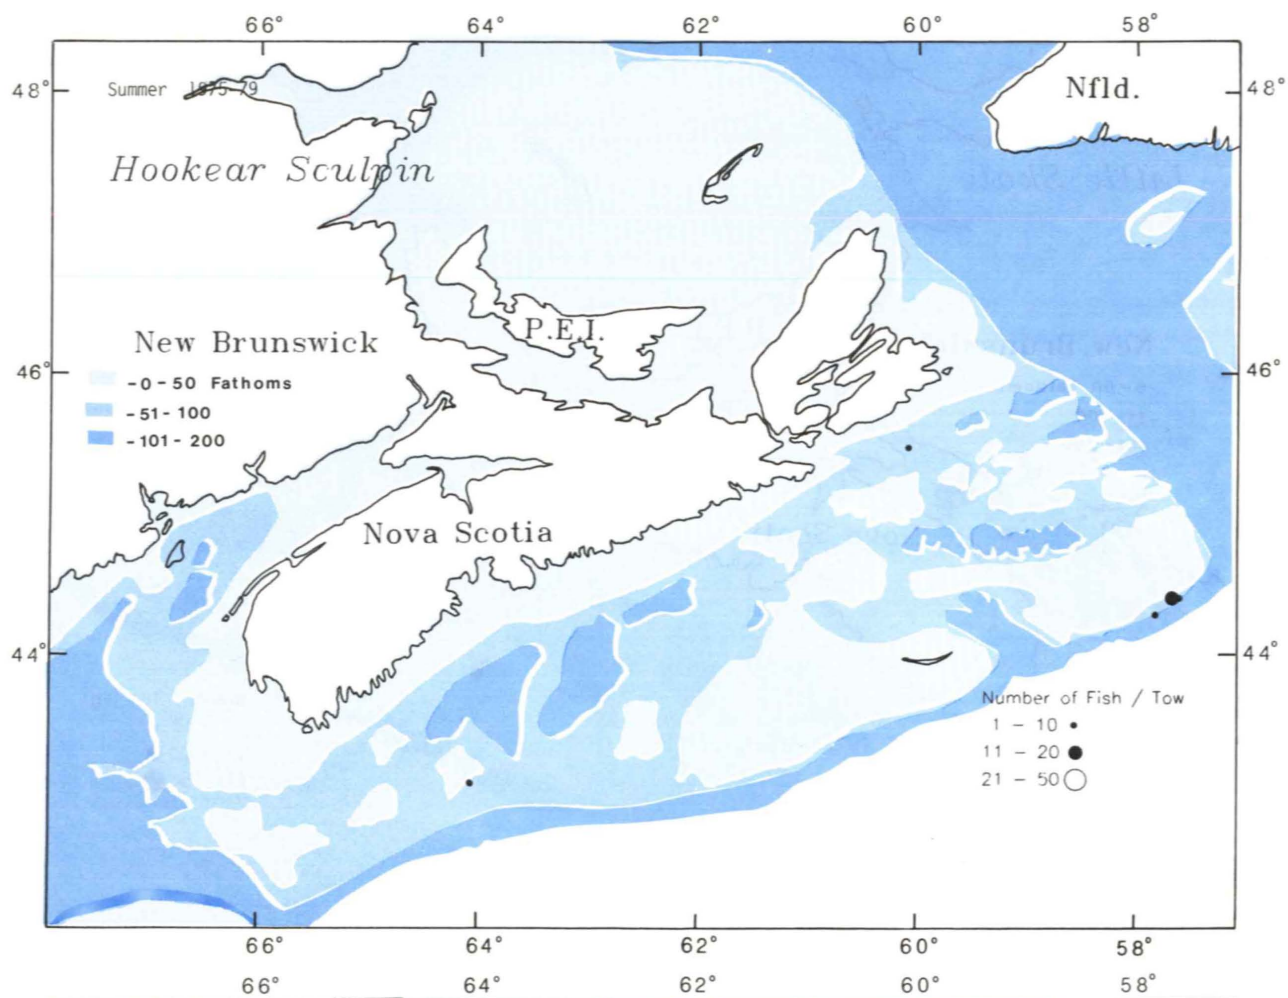 66° 64° 62° 60° 58°
48° Summer 1975-79 Nfld. 48°
Hookear Sculpin
New Brunswick P.E.I.
46° 46°
-0-50 Fathoms
-51-100
-101-200
Nova Scotia
44° 44°
Number of Fish / Tow
1 - 10
11 - 20
21 - 50
66° 64° 62° 60° 58°
66° 64° 62° 60° 58°